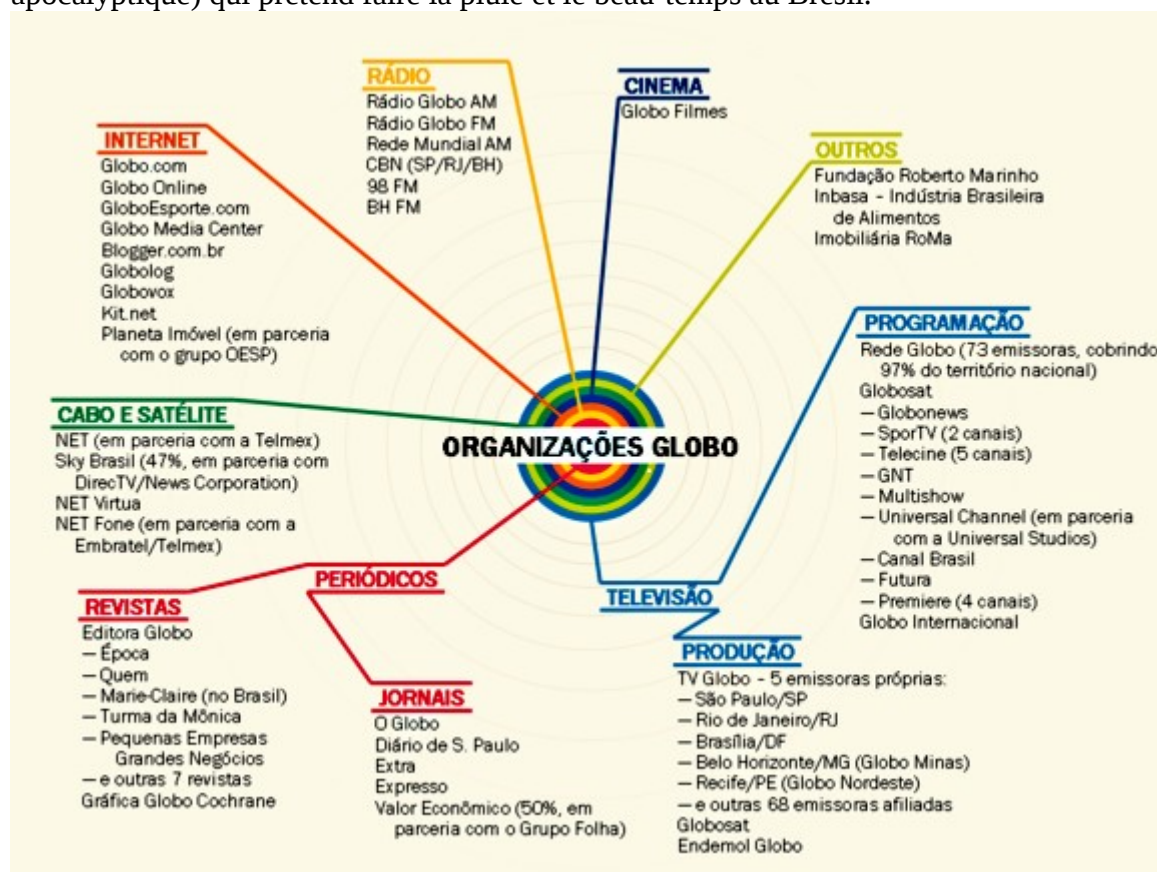 apocalyptique) qui prétend faire la pluie et le beau temps au Brésil.
RÁDIO
Rádio Globo AM
Rádio Globo FM
Rede Mundial AM
CBN (SP/RJ/BH)
98 FM
BH FM
CINEMA
Globo Filmes
INTERNET
Globo.com
Globo Online
GloboEsporte.com
Globo Media Center
Blogger.com.br
Globolog
Globovox
Kit.net
Planeta Imóvel (em parceria
com o grupo OESP)
OUTROS
Fundação Roberto Marinho
Inbasa - Indústria Brasileira
de Alimentos
Imobiliária RoMa
PROGRAMAÇÃO
Rede Globo (73 emissoras, cobrindo
97% do território nacional)
Globosat
— Globonews
— SporTV (2 canais)
— Telecine (5 canais)
— GNT
— Multishow
— Universal Channel (em parceria
com a Universal Studios)
— Canal Brasil
— Futura
— Premiere (4 canais)
Globo Internacional
CABO E SATÉLITE
NET (em parceria com a Telmex)
Sky Brasil (47%, em parceria com
DirecTV/News Corporation)
NET Virtua
NET Fone (em parceria com a
Embratel/Telmex)
ORGANIZAÇÕES GLOBO
PERIÓDICOS
REVISTAS
Editora Globo
— Época
— Quem
— Marie-Claire (no Brasil)
— Turma da Mônica
— Pequenas Empresas
Grandes Negócios
— e outras 7 revistas
Gráfica Globo Cochrane
JORNAIS
O Globo
Diário de S. Paulo
Extra
Expresso
Valor Econômico (50%, em
parceria com o Grupo Folha)
TELEVISÃO
PRODUÇÃO
TV Globo - 5 emissoras próprias:
— São Paulo/SP
— Rio de Janeiro/RJ
— Brasília/DF
— Belo Horizonte/MG (Globo Minas)
— Recife/PE (Globo Nordeste)
— e outras 68 emissoras afiliadas
Globosat
Endemol Globo